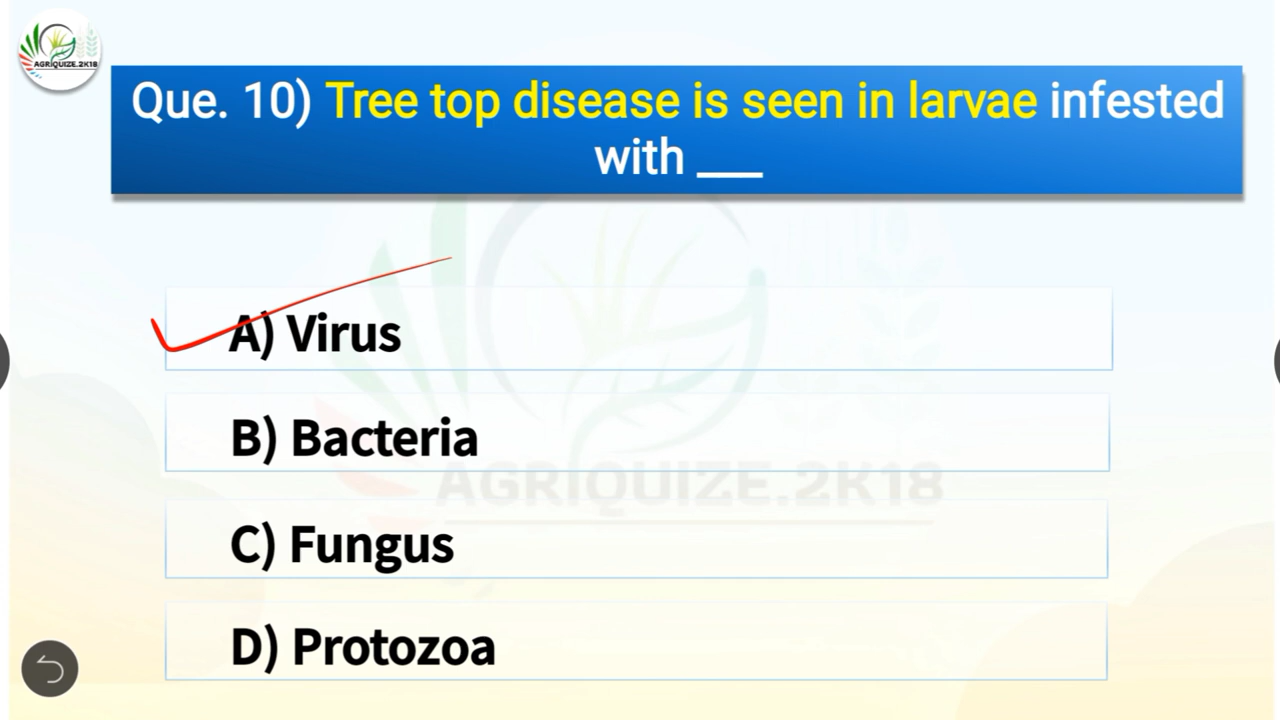 AGRIQUIZE.2K18
Que. 10) Tree top disease is seen in larvae infested
with ___
A) Virus
B) Bacteria
AGRIQUIZE.2K18
C) Fungus
D) Protozoa